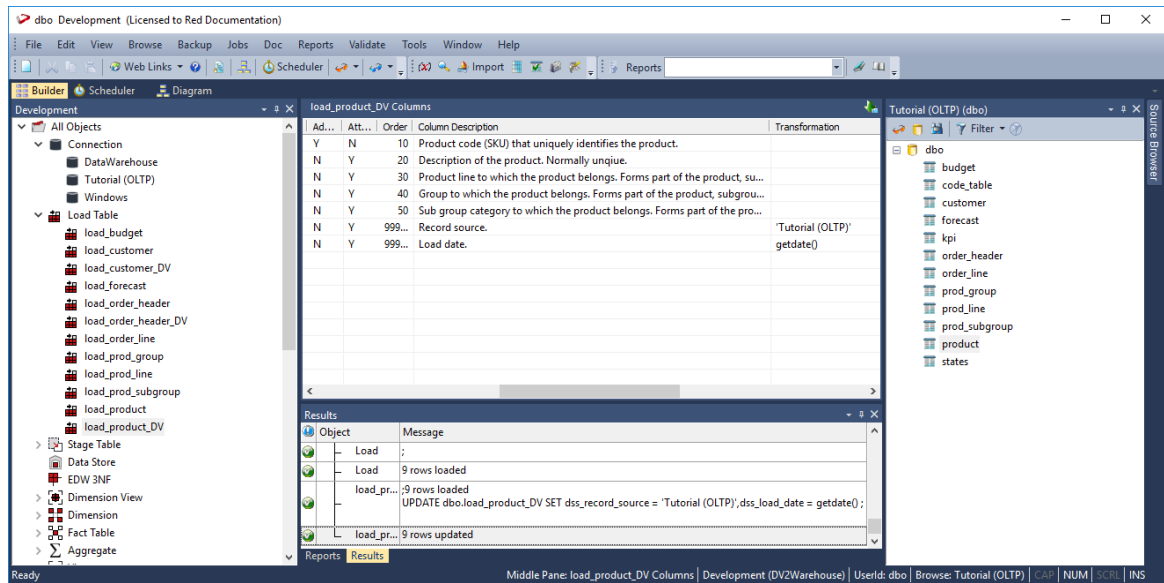 dbo Development (Licensed to Red Documentation)
File Edit View Browse Backup Jobs Doc Reports Validate Tools Window Help
Web Links Scheduler Import Reports
Builder Scheduler Diagram
Development
All Objects
Connection
DataWarehouse
Tutorial (OLTP)
Windows
Load Table
load_budget
load_customer
load_customer_DV
load_forecast
load_order_header
load_order_header_DV
load_order_line
load_prod_group
load_prod_line
load_prod_subgroup
load_product
load_product_DV
Stage Table
Data Store
EDW 3NF
Dimension View
Dimension
Fact Table
Aggregate
load_product_DV Columns
Ad... Att... Order Column Description Transformation
Y N 10 Product code (SKU) that uniquely identifies the product.
N Y 20 Description of the product. Normally unqiue.
N Y 30 Product line to which the product belongs. Forms part of the product, su...
N Y 40 Group to which the product belongs. Forms part of the product, subgrou...
N Y 50 Sub group category to which the product belongs. Forms part of the pro...
N Y 999... Record source. 'Tutorial (OLTP)'
N Y 999... Load date. getdate()
Results
Object Message
Load ;
Load 9 rows loaded
load_pr... ;9 rows loaded
UPDATE dbo.load_product_DV SET dss_record_source = 'Tutorial (OLTP)',dss_load_date = getdate() ;
load_pr... 9 rows updated
Reports Results
Tutorial (OLTP) (dbo)
Filter
dbo
budget
code_table
customer
forecast
kpi
order_header
order_line
prod_group
prod_line
prod_subgroup
product
states
Source Browser
Ready Middle Pane: load_product_DV Columns Development (DV2Warehouse) UserId: dbo Browse: Tutorial (OLTP) CAP NUM SCRL INS